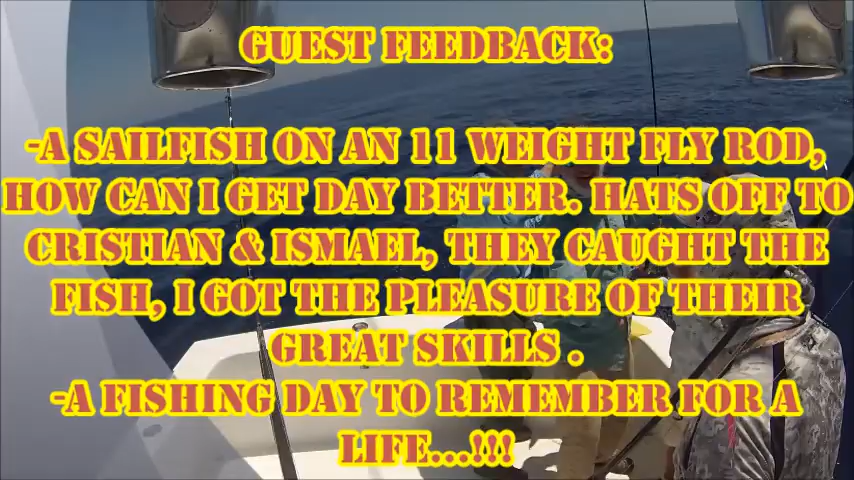 GUEST FEEDBACK:
-A SAILFISH ON AN 11 WEIGHT FLY ROD,
HOW CAN I GET DAY BETTER. HATS OFF TO
CRISTIAN & ISMAEL, THEY CAUGHT THE
FISH, I GOT THE PLEASURE OF THEIR
GREAT SKILLS .
-A FISHING DAY TO REMEMBER FOR A
LIFE...!!!